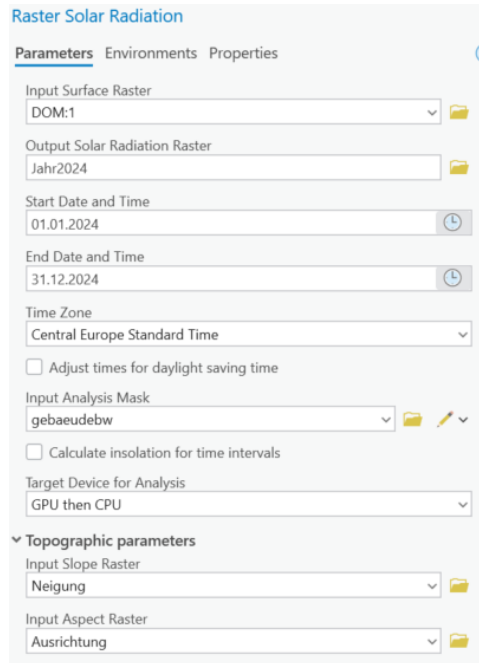 Raster Solar Radiation
Parameters Environments Properties
Input Surface Raster
DOM:1
Output Solar Radiation Raster
Jahr2024
Start Date and Time
01.01.2024
End Date and Time
31.12.2024
Time Zone
Central Europe Standard Time
Adjust times for daylight saving time
Input Analysis Mask
gebaeudebw
Calculate insolation for time intervals
Target Device for Analysis
GPU then CPU
Topographic parameters
Input Slope Raster
Neigung
Input Aspect Raster
Ausrichtung